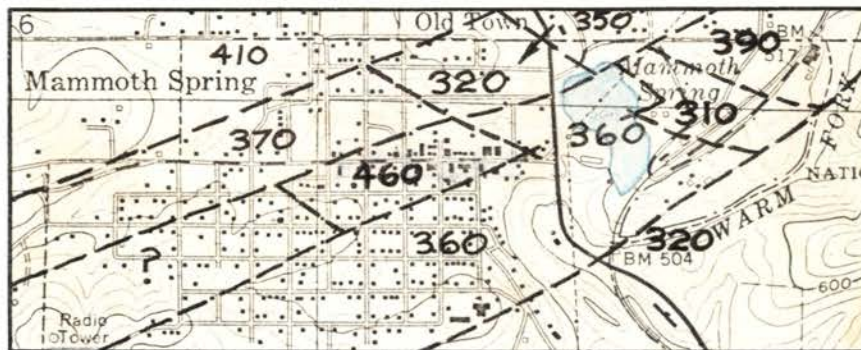 6
Old Town
350
BM
517
410
390
Mammoth Spring
320
Mammoth
Spring
310
370
360
FORK
460
NATIO
WARM
360
320
?
BM 504
600
Radio
Tower